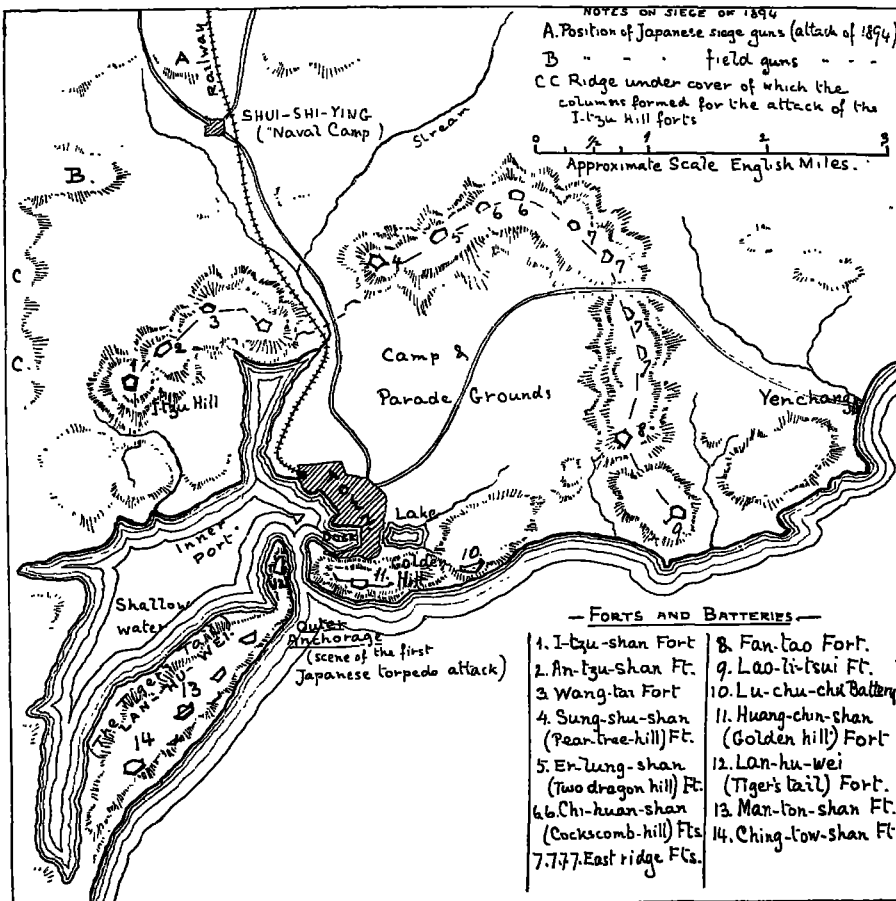 NOTES ON SIEGE OF 1894
A. Position of Japanese siege guns (attack of 1894)
B " - - field guns - - -
C C Ridge under cover of which the
columns formed for the attack of the
I-tzu Hill forts
0 1/2 1 2 3
Approximate Scale English Miles.
A
Railway
SHUI-SHI-YING
("Naval Camp)
Stream
B.
C
C.
4
5
6
6
7
7
7
7
3
2
1
I-tzu Hill
Camp &
Parade Grounds
Yenchang
8
9
Town
Lake
Dock
Inner
Port.
Golden
Hill
10.
11.
12
Shallow
water
The Tiger's Tail
LAN-HU-WEI.
13
14
Outer
Anchorage
(scene of the first
Japanese torpedo attack)
FORTS AND BATTERIES
1. I-tzu-shan Fort
2. An-tzu-shan Ft.
3 Wang-tai Fort
4. Sung-shu-shan
(Pear-tree-hill) Ft.
5. Er-lung-shan
(Two dragon hill) Ft.
6.6. Chi-huan-shan
(Cockscomb-hill) Fts
7.7.7.7. East ridge Fts.
8. Fan-tao Fort.
9. Lao-li-tsui Ft.
10. Lu-chu-chü Battery
11. Huang-chin-shan
(Golden hill) Fort
12. Lan-hu-wei
(Tiger's tail) Fort.
13. Man-ton-shan Ft.
14. Ching-tow-shan Ft